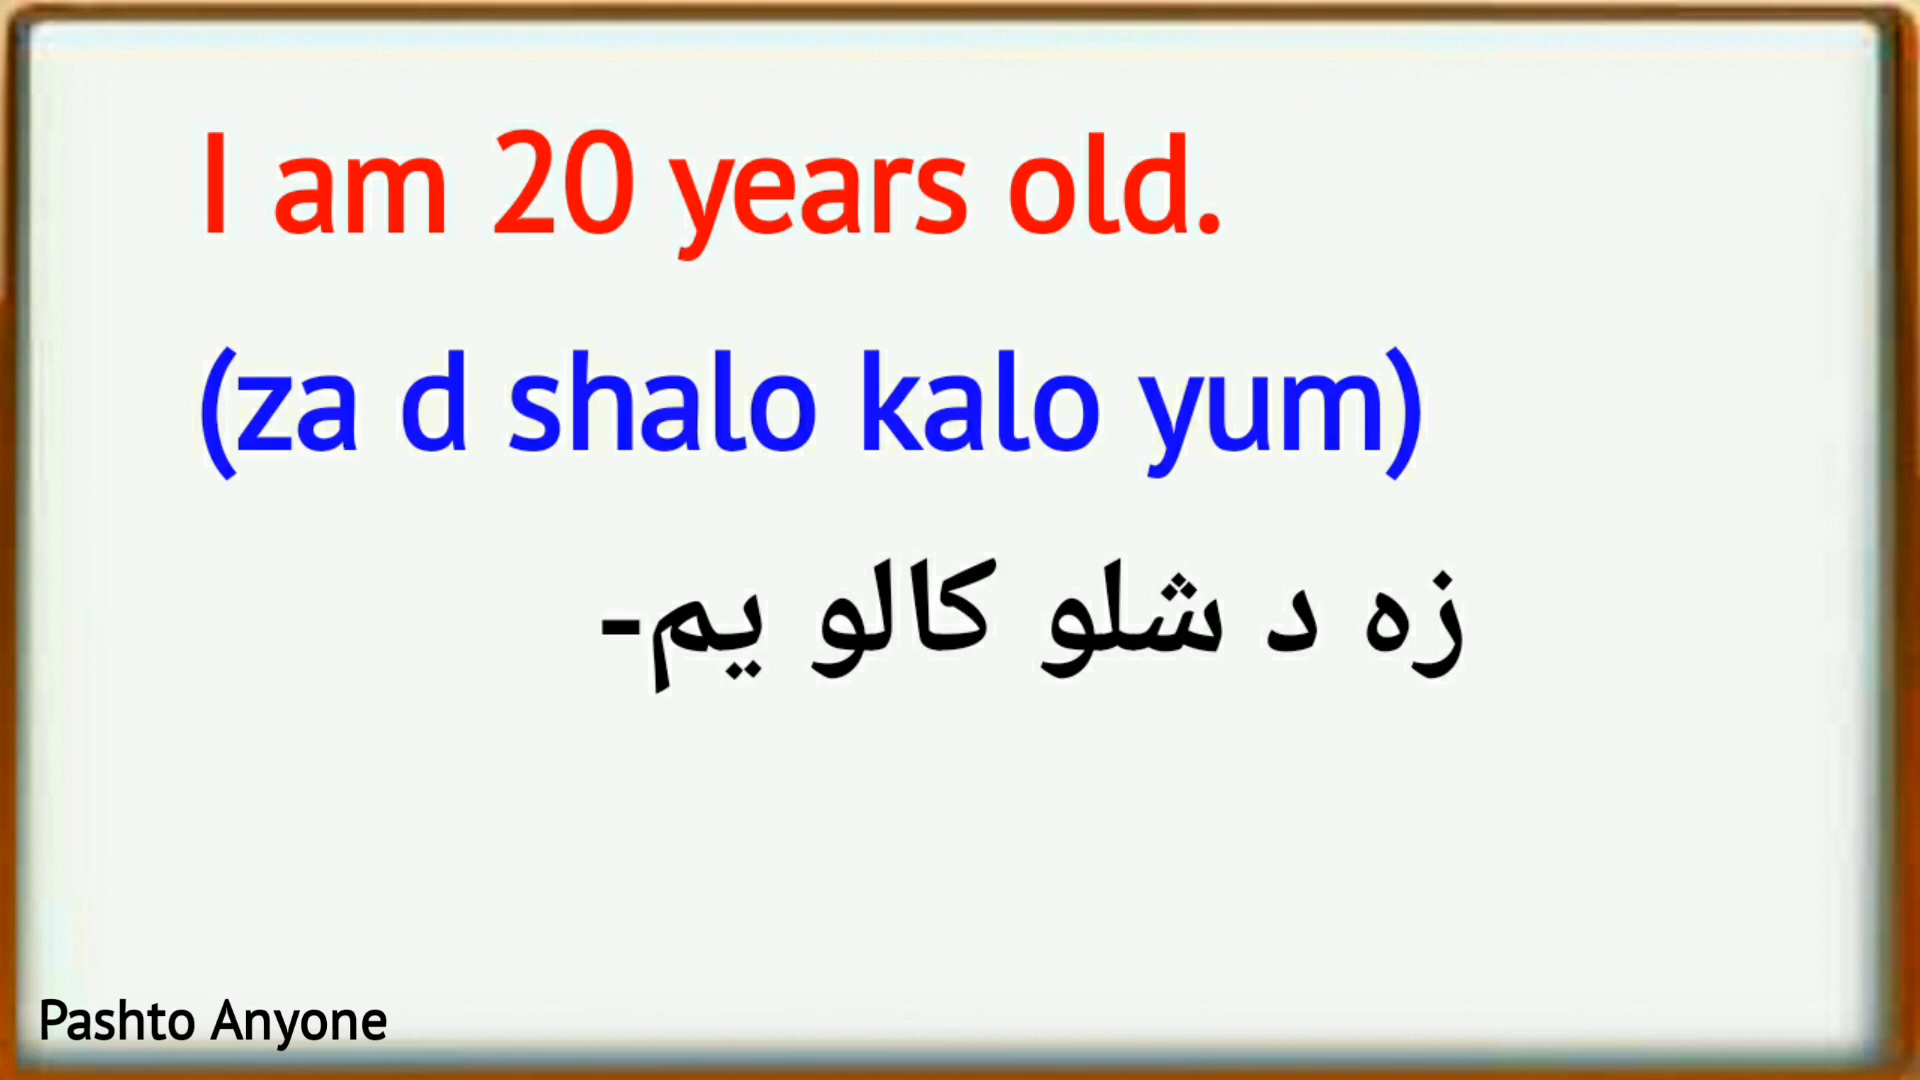 I am 20 years old.
(za d shalo kalo yum)
زه د شلو کالو یم-
Pashto Anyone